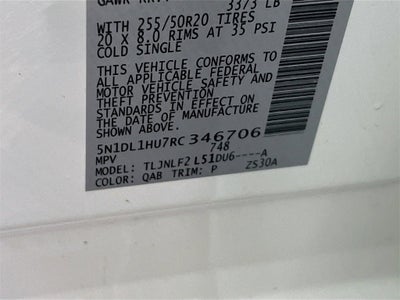 3373 LB
WITH 255/50R20 TIRES
20 X 8.0 RIMS AT 35 PSI
COLD SINGLE
THIS VEHICLE CONFORMS TO
ALL APPLICABLE FEDERAL
MOTOR VEHICLE SAFETY AND
THEFT PREVENTION
STANDARDS IN EFFECT ON
THE DATE OF MANUFACTURE
SHOWN ABOVE.
5N1DL1HU7RC346706
MPV 748
MODEL: TLJNLF2 L51DU6----A
COLOR: QAB TRIM: P ZS30A